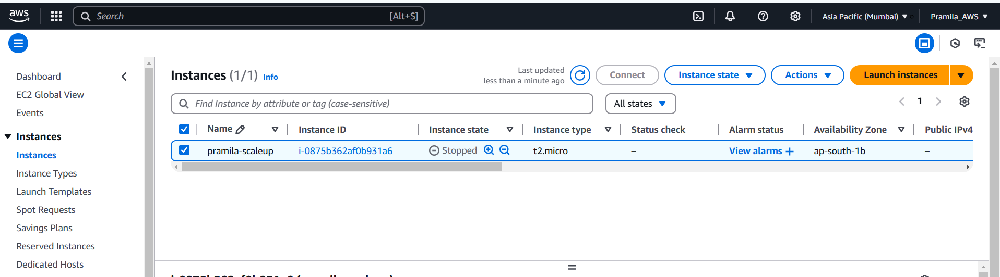 aws Search [Alt+S] Asia Pacific (Mumbai) Pramila_AWS
Dashboard
EC2 Global View
Events
Instances
Instances
Instance Types
Launch Templates
Spot Requests
Savings Plans
Reserved Instances
Dedicated Hosts
Instances (1/1) Info
Last updated
less than a minute ago
Connect Instance state Actions Launch instances
Find Instance by attribute or tag (case-sensitive) All states 1
Name Instance ID Instance state Instance type Status check Alarm status Availability Zone Public IPv4
pramila-scaleup i-0875b362af0b931a6 Stopped t2.micro – View alarms + ap-south-1b –